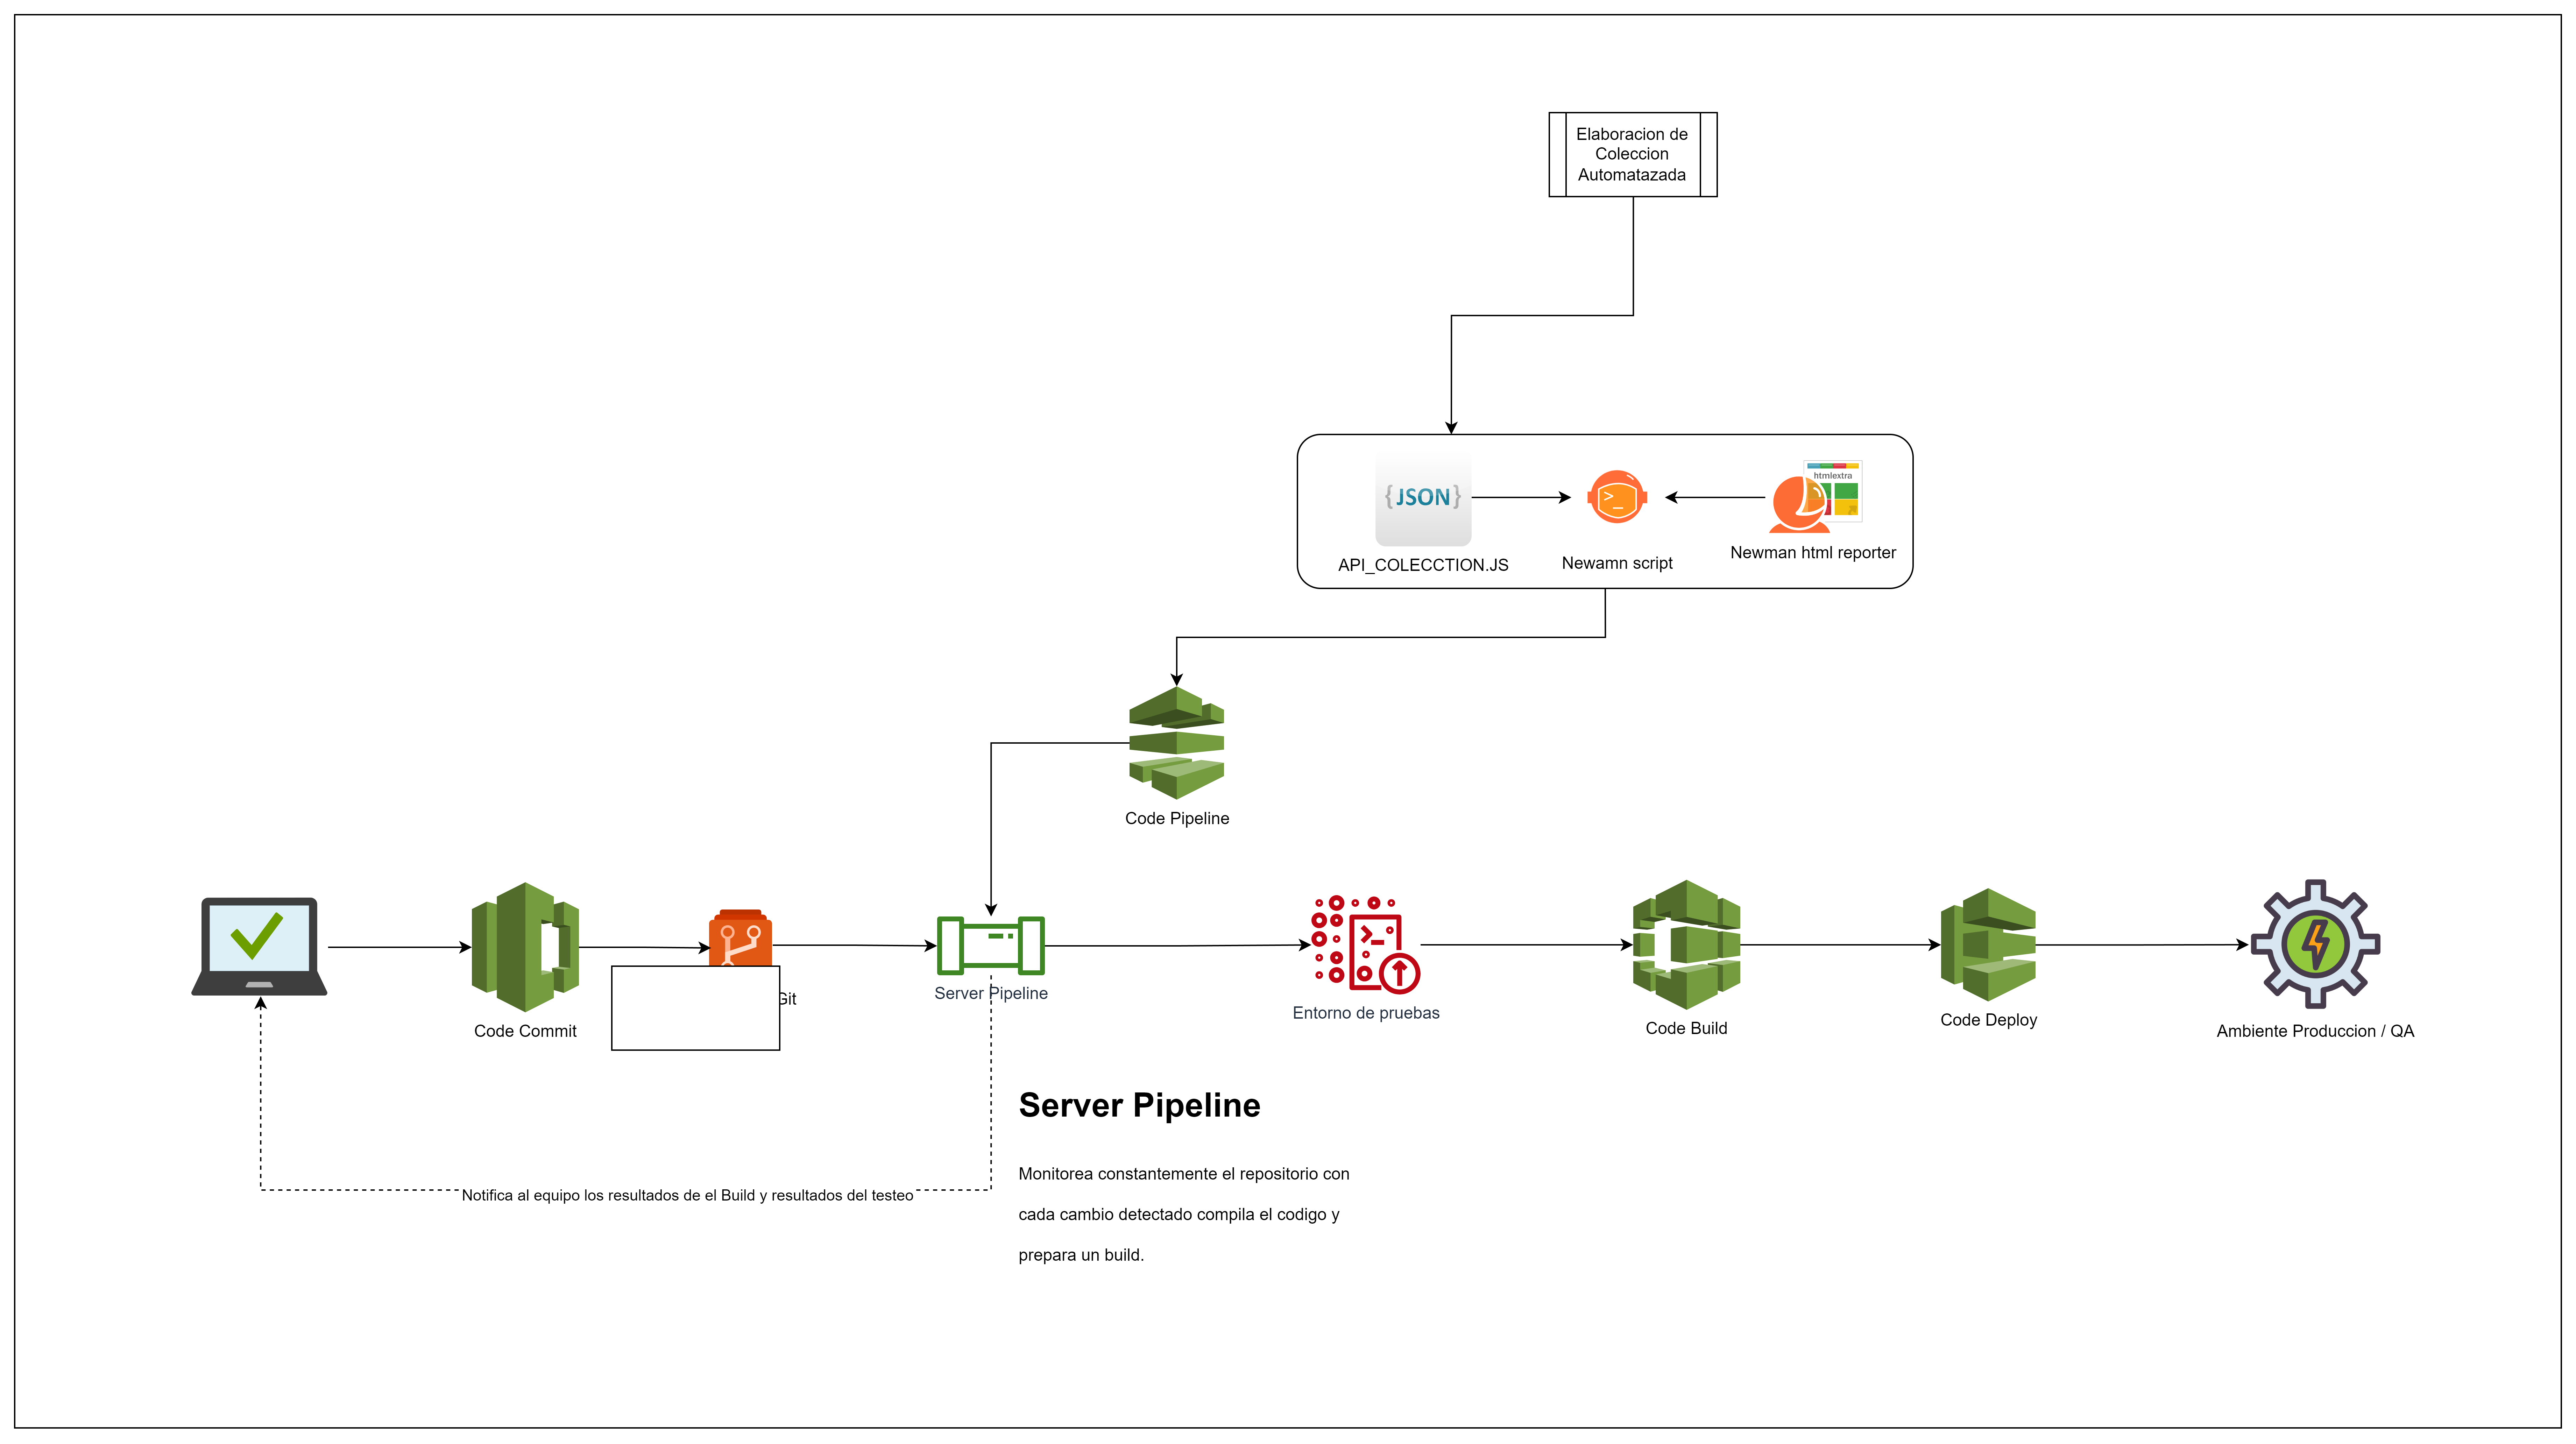 Elaboracion de
Coleccion
Automatazada
{JSON}
htmlextra
API_COLECCTION.JS
Newamn script
Newman html reporter
Code Pipeline
Code Commit
Git
Server Pipeline
Entorno de pruebas
Code Build
Code Deploy
Ambiente Produccion / QA
Notifica al equipo los resultados de el Build y resultados del testeo
Server Pipeline
Monitorea constantemente el repositorio con
cada cambio detectado compila el codigo y
prepara un build.